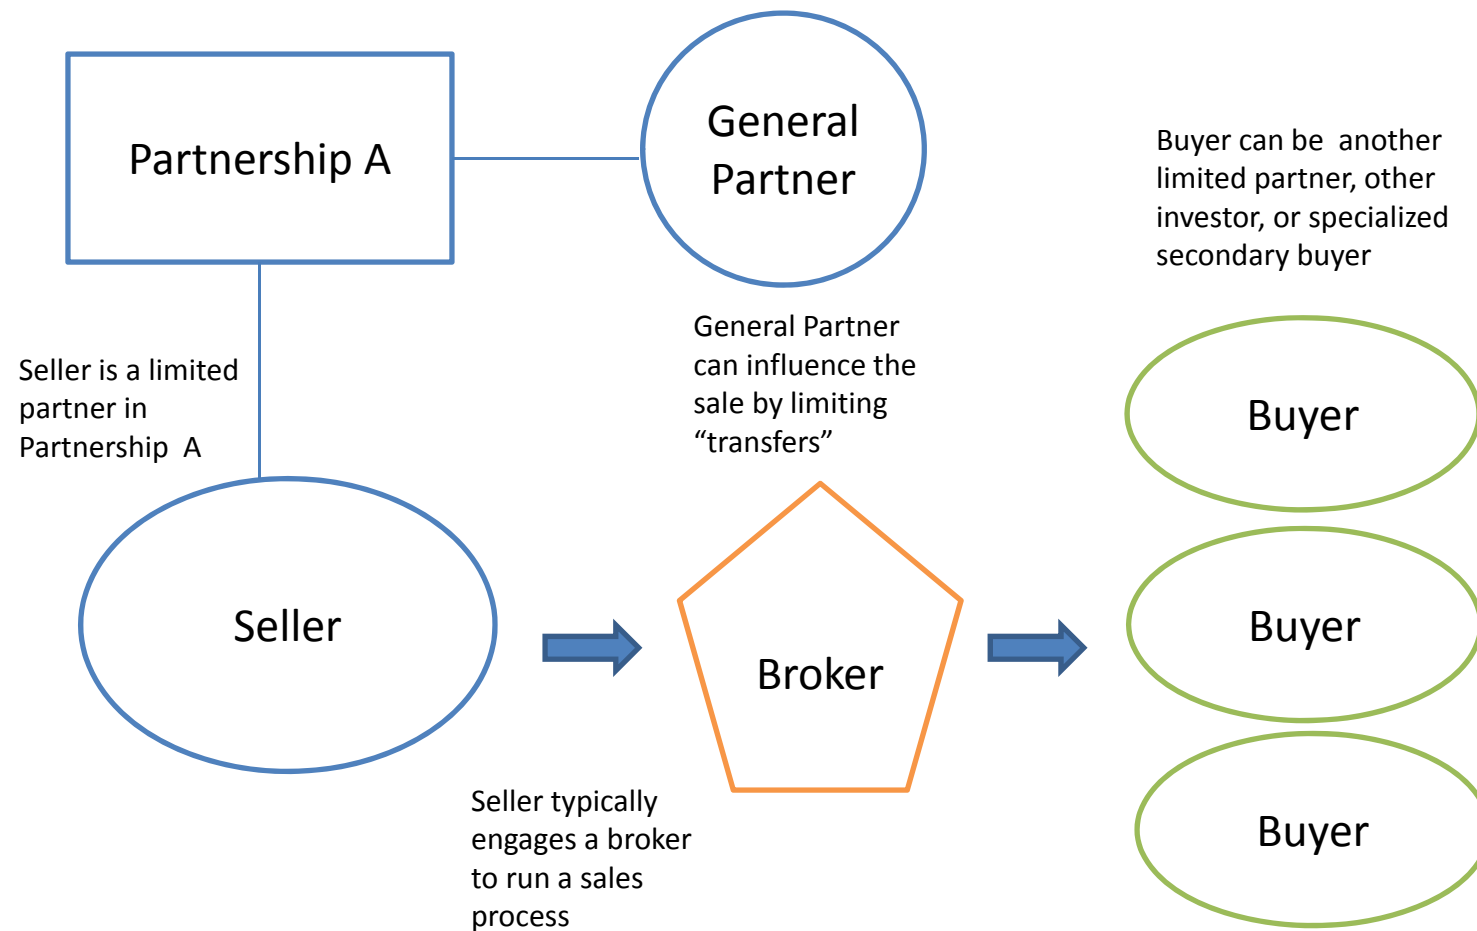 Partnership A
General
Partner
Buyer can be  another
limited partner, other
investor, or specialized
secondary buyer
General Partner
can influence the
sale by limiting
“transfers”
Seller is a limited
partner in
Partnership  A
Buyer
Seller
Broker
Buyer
Seller typically
engages a broker
to run a sales
process
Buyer